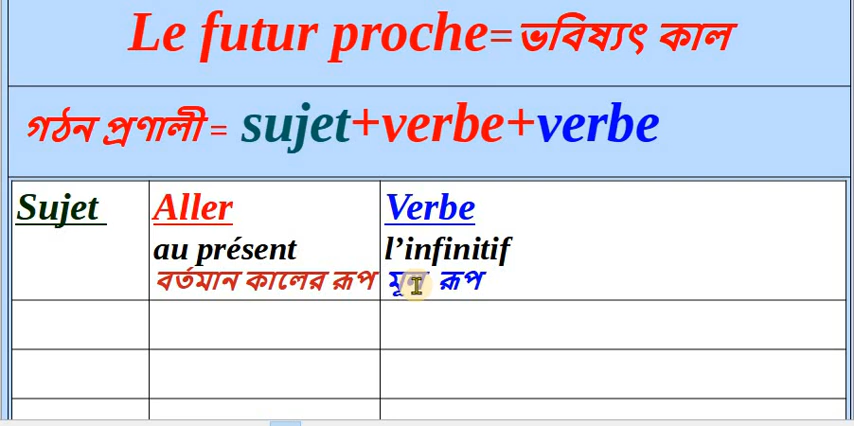 Le futur proche=ভবিষ্যৎ কাল
গঠন প্রণালী= sujet+verbe+verbe
Sujet Aller Verbe
au présent l’infinitif
বর্তমান কালের রূপ রূপ